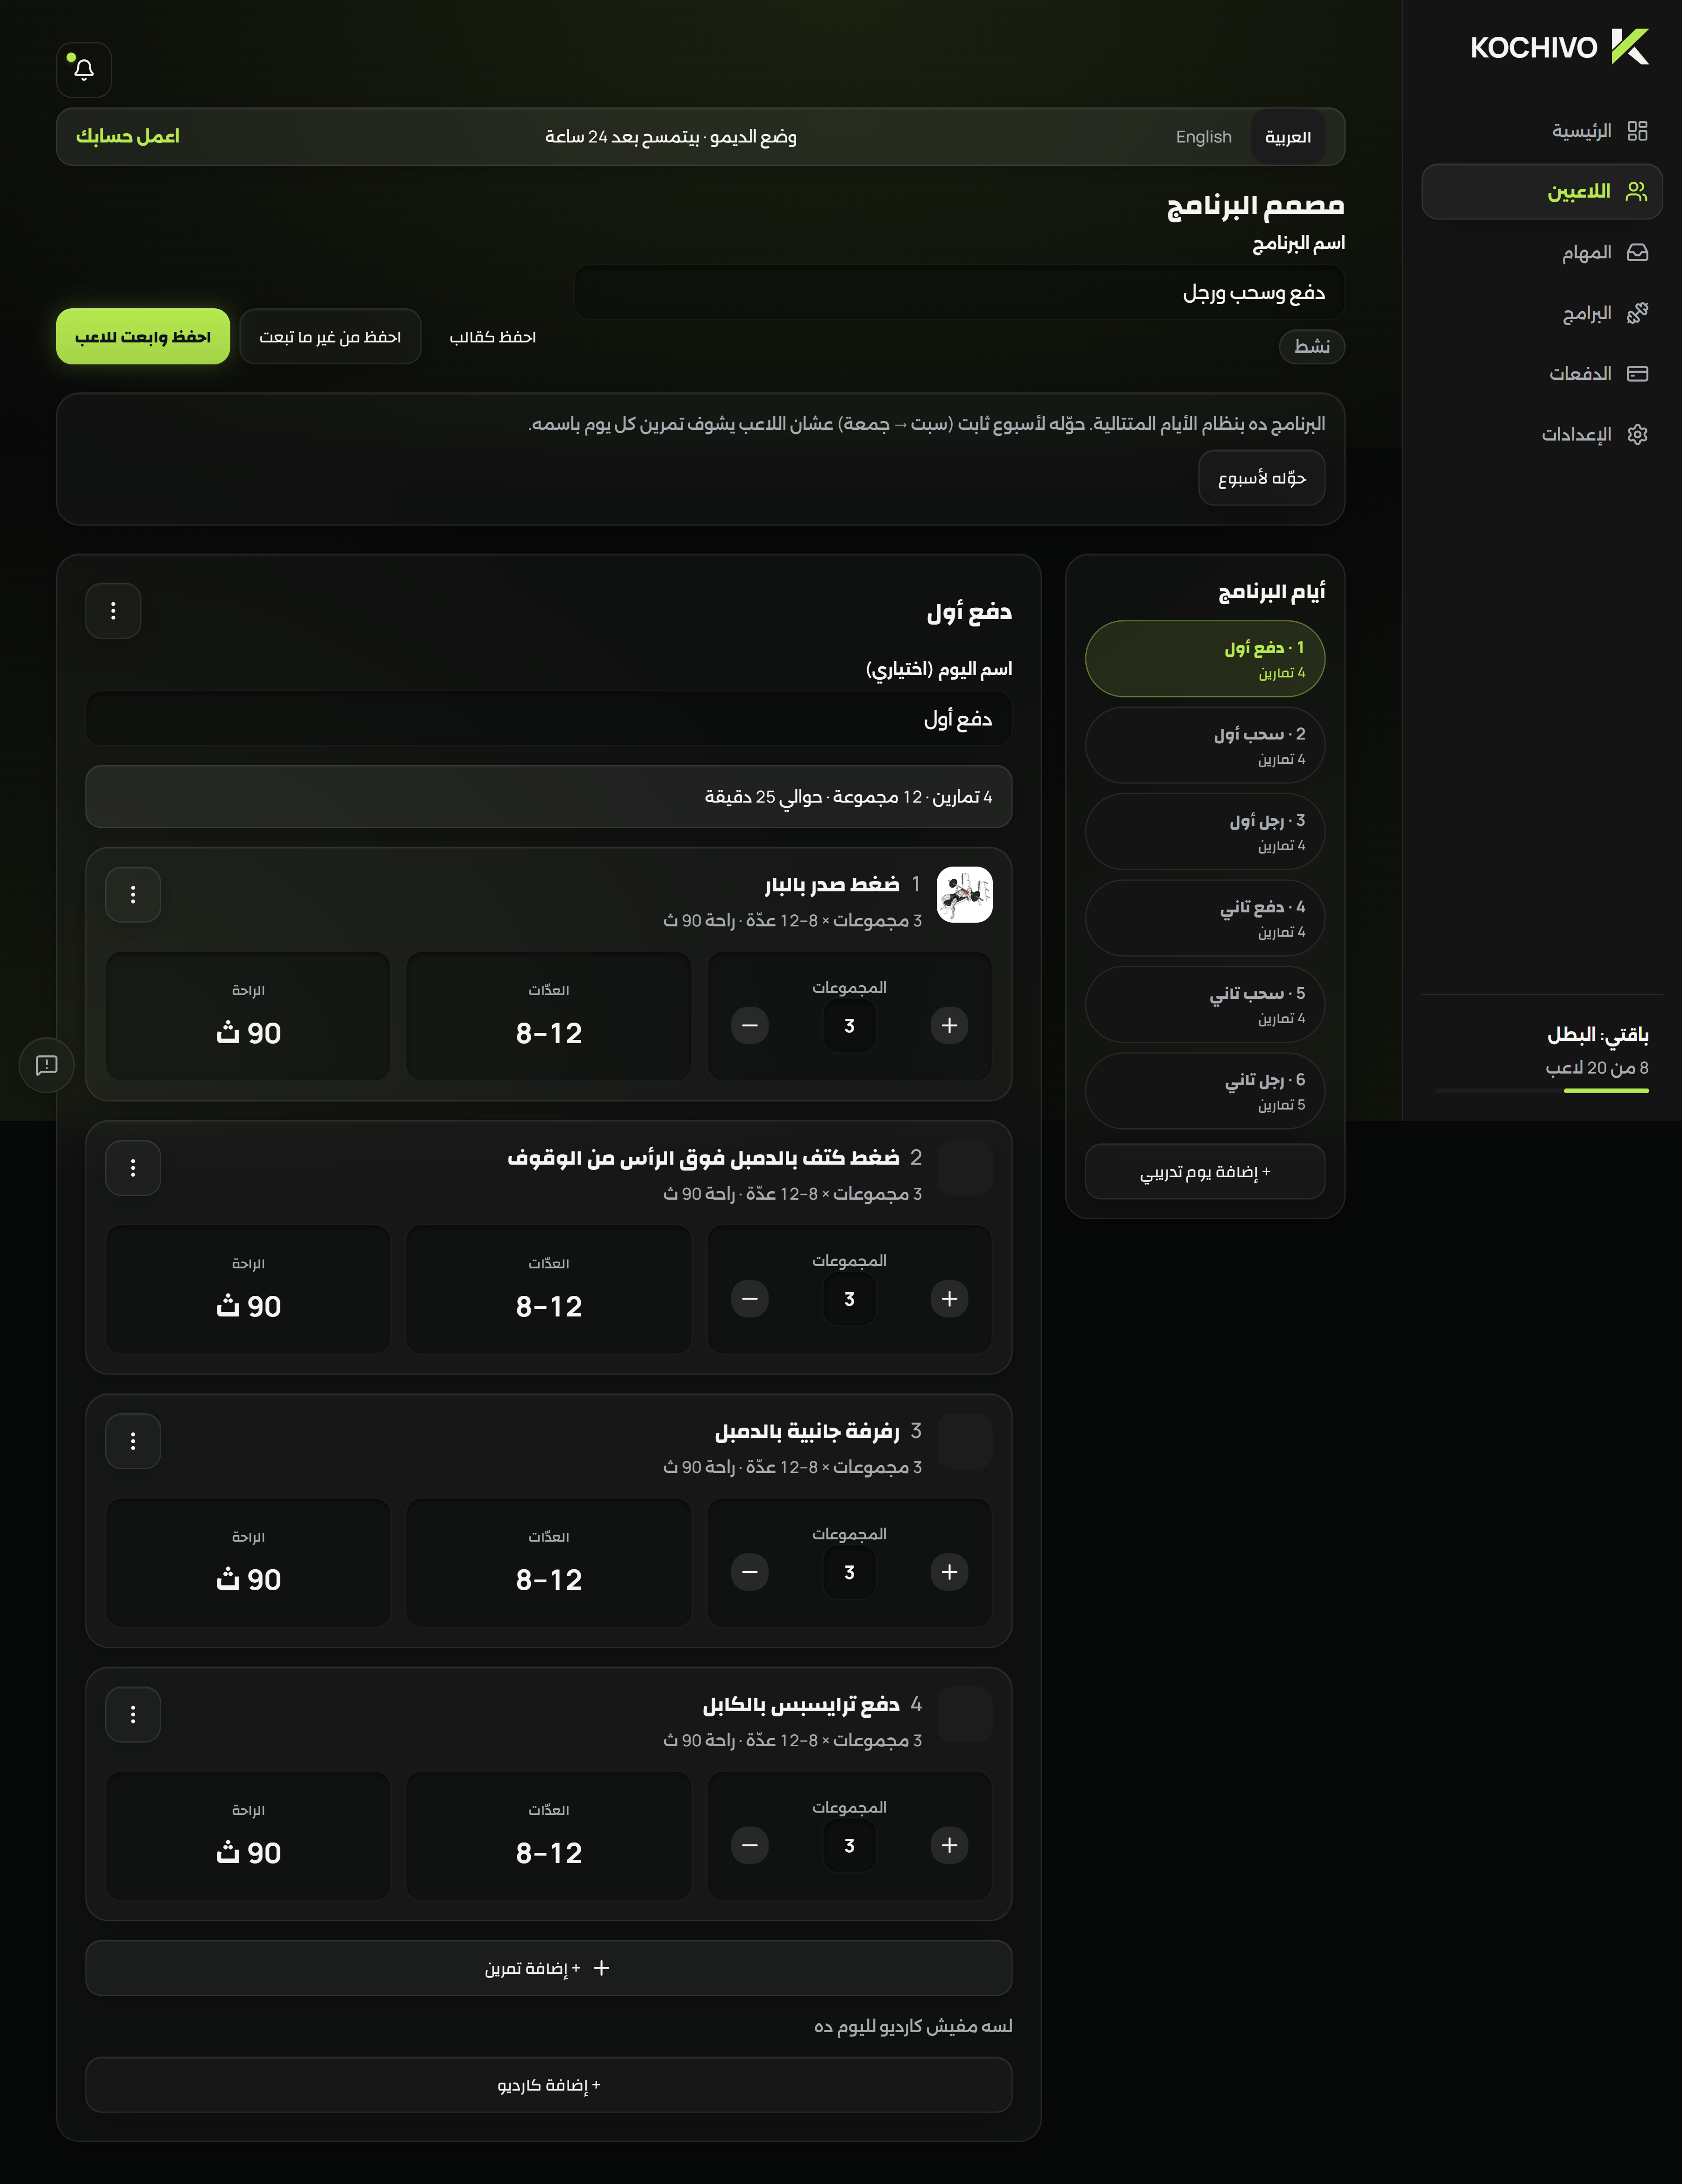 KOCHIVO
الرئيسية
اللاعبين
المهام
البرامج
الدفعات
الإعدادات
باقتي: البطل
8 من 20 لاعب
العربية
English
وضع الديمو · بيتمسح بعد 24 ساعة
اعمل حسابك
مصمم البرنامج
اسم البرنامج
دفع وسحب ورجل
نشط
احفظ كقالب
احفظ من غير ما تبعت
احفظ وابعت للاعب
البرنامج ده بنظام الأيام المتتالية. حوّله لأسبوع ثابت (سبت → جمعة) عشان اللاعب يشوف تمرين كل يوم باسمه.
حوّله لأسبوع
أيام البرنامج
1 · دفع أول
4 تمارين
2 · سحب أول
4 تمارين
3 · رجل أول
4 تمارين
4 · دفع تاني
4 تمارين
5 · سحب تاني
4 تمارين
6 · رجل تاني
5 تمارين
+ إضافة يوم تدريبي
دفع أول
اسم اليوم (اختياري)
دفع أول
4 تمارين · 12 مجموعة · حوالي 25 دقيقة
1 ضغط صدر بالبار
3 مجموعات × 8–12 عدّة · راحة 90 ث
المجموعات
3
العدّات
8–12
الراحة
90 ث
2 ضغط كتف بالدمبل فوق الرأس من الوقوف
3 مجموعات × 8–12 عدّة · راحة 90 ث
المجموعات
3
العدّات
8–12
الراحة
90 ث
3 رفرفة جانبية بالدمبل
3 مجموعات × 8–12 عدّة · راحة 90 ث
المجموعات
3
العدّات
8–12
الراحة
90 ث
4 دفع ترايسبس بالكابل
3 مجموعات × 8–12 عدّة · راحة 90 ث
المجموعات
3
العدّات
8–12
الراحة
90 ث
+ إضافة تمرين
لسه مفيش كارديو لليوم ده
+ إضافة كارديو